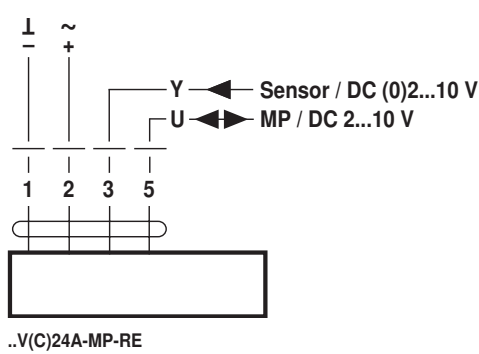 ⊥ ~
– +
Y Sensor / DC (0)2...10 V
U MP / DC 2...10 V
1 2 3 5
..V(C)24A-MP-RE